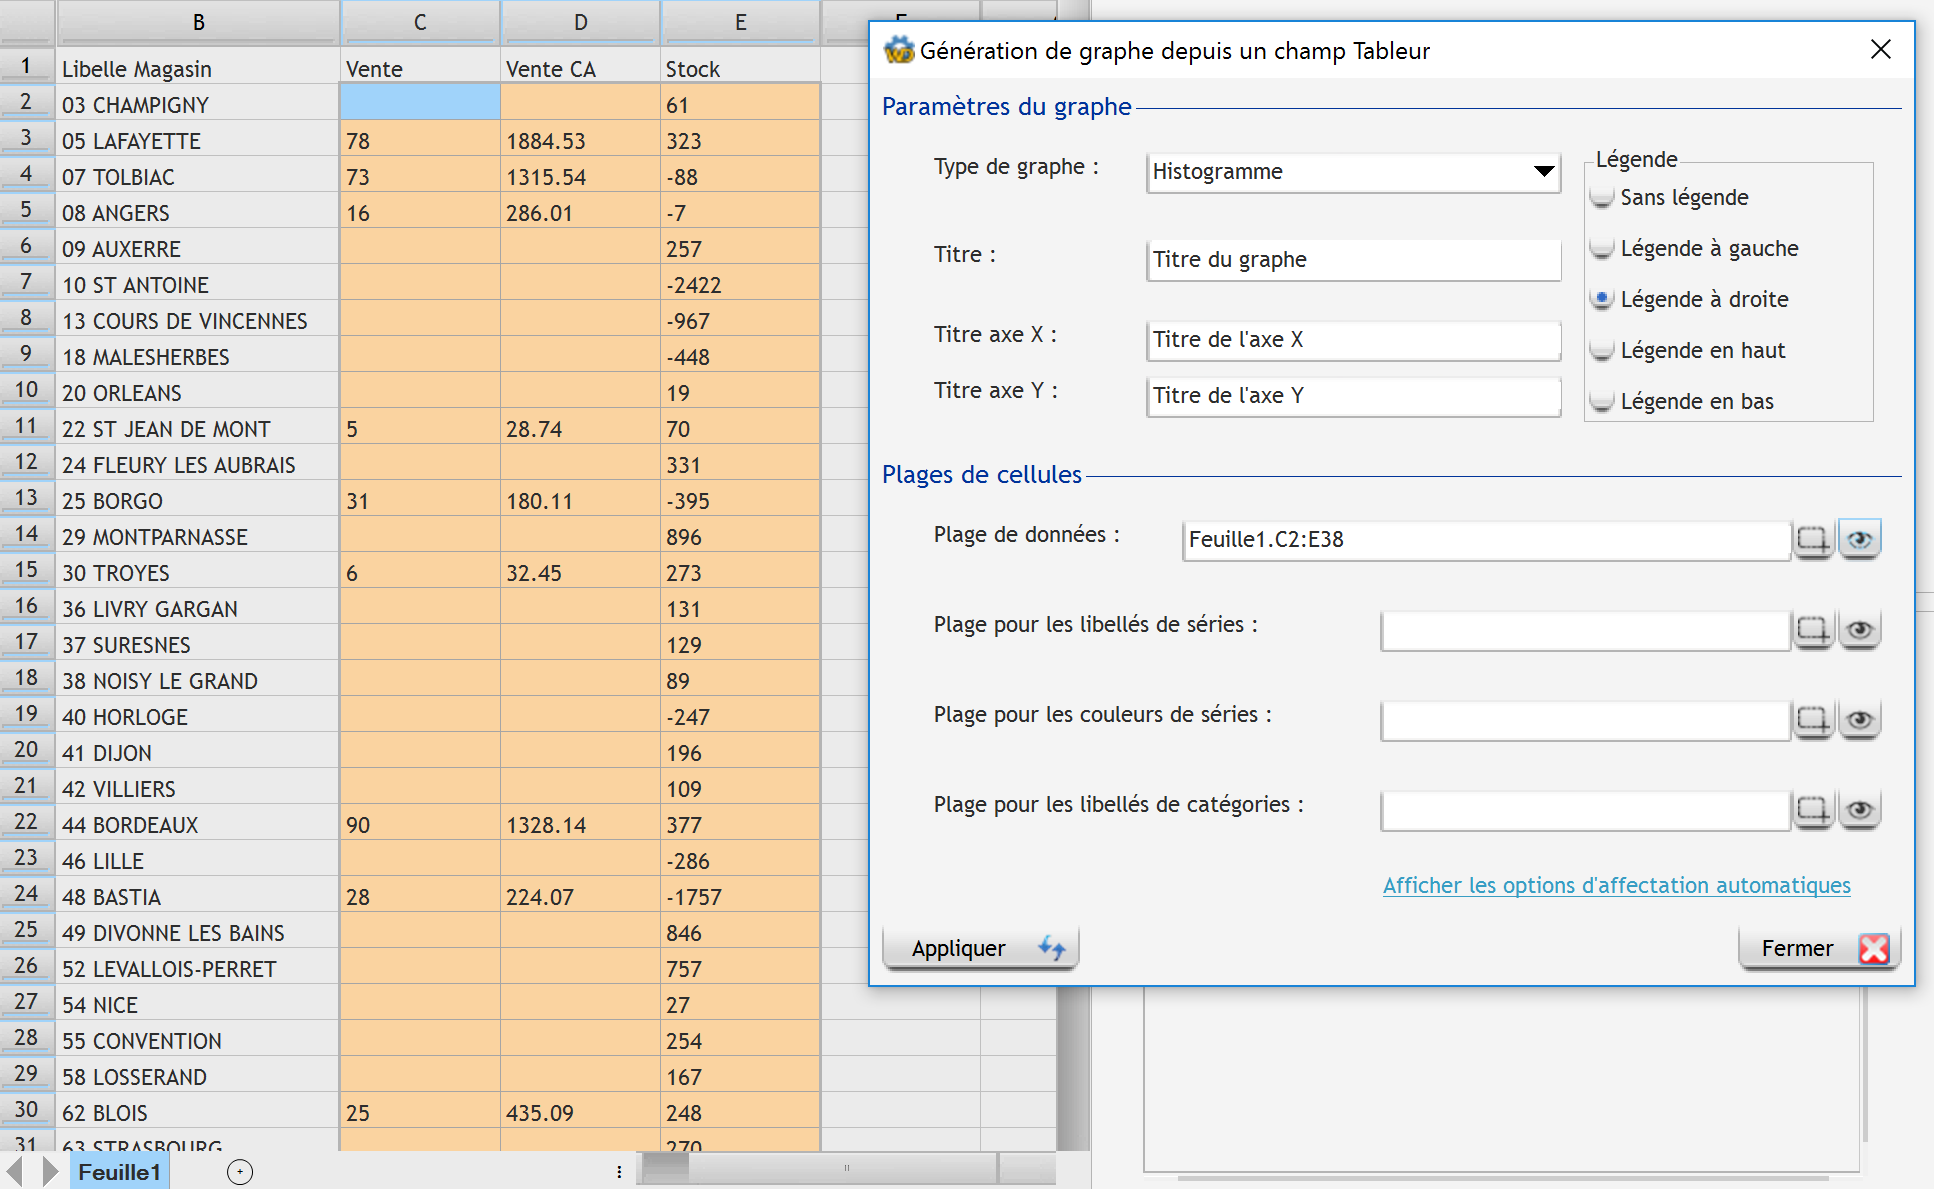 B C D E
1 Libelle Magasin Vente Vente CA Stock
2 03 CHAMPIGNY 61
3 05 LAFAYETTE 78 1884.53 323
4 07 TOLBIAC 73 1315.54 -88
5 08 ANGERS 16 286.01 -7
6 09 AUXERRE 257
7 10 ST ANTOINE -2422
8 13 COURS DE VINCENNES -967
9 18 MALESHERBES -448
10 20 ORLEANS 19
11 22 ST JEAN DE MONT 5 28.74 70
12 24 FLEURY LES AUBRAIS 331
13 25 BORGO 31 180.11 -395
14 29 MONTPARNASSE 896
15 30 TROYES 6 32.45 273
16 36 LIVRY GARGAN 131
17 37 SURESNES 129
18 38 NOISY LE GRAND 89
19 40 HORLOGE -247
20 41 DIJON 196
21 42 VILLIERS 109
22 44 BORDEAUX 90 1328.14 377
23 46 LILLE -286
24 48 BASTIA 28 224.07 -1757
25 49 DIVONNE LES BAINS 846
26 52 LEVALLOIS-PERRET 757
27 54 NICE 27
28 55 CONVENTION 254
29 58 LOSSERAND 167
30 62 BLOIS 25 435.09 248
31 63 STRASBOURG 270
Feuille1
Génération de graphe depuis un champ Tableur
Paramètres du graphe
Type de graphe : Histogramme
Titre : Titre du graphe
Titre axe X : Titre de l'axe X
Titre axe Y : Titre de l'axe Y
Légende
Sans légende
Légende à gauche
Légende à droite
Légende en haut
Légende en bas
Plages de cellules
Plage de données : Feuille1.C2:E38
Plage pour les libellés de séries :
Plage pour les couleurs de séries :
Plage pour les libellés de catégories :
Afficher les options d'affectation automatiques
Appliquer Fermer